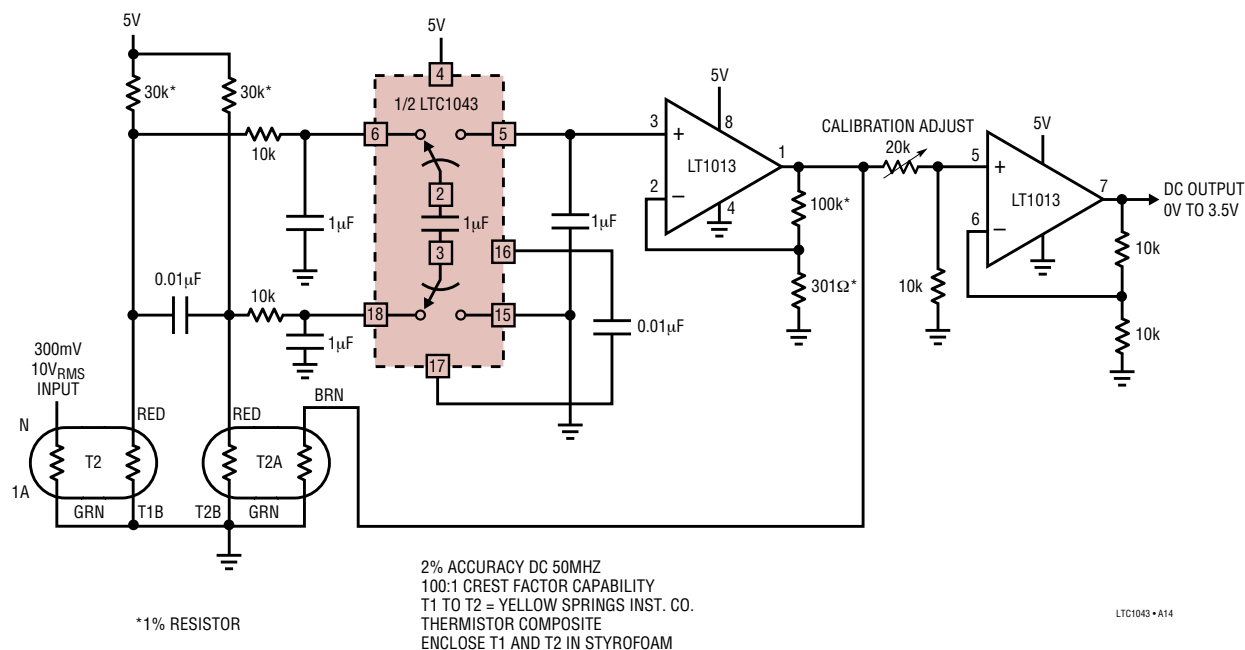 5V
30k*
30k*
10k
1µF
0.01µF
10k
1µF
300mV
10VRMS
INPUT
N
1A
RED
T2
GRN
T1B
RED
BRN
T2A
T2B
GRN
5V
4
1/2 LTC1043
6
5
2
1µF
3
16
18
15
17
1µF
0.01µF
5V
3
+
8
LT1013
1
2
–
4
100k*
301Ω*
CALIBRATION ADJUST
20k
10k
5V
5
+
LT1013
7
6
–
DC OUTPUT
0V TO 3.5V
10k
10k
2% ACCURACY DC 50MHZ
100:1 CREST FACTOR CAPABILITY
T1 TO T2 = YELLOW SPRINGS INST. CO.
THERMISTOR COMPOSITE
ENCLOSE T1 AND T2 IN STYROFOAM
*1% RESISTOR
LTC1043 • A14